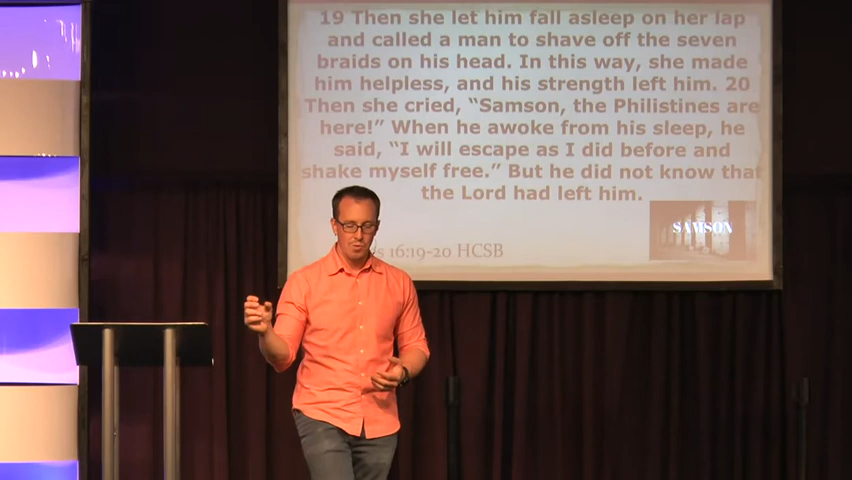 19 Then she let him fall asleep on her lap
and called a man to shave off the seven
braids on his head. In this way, she made
him helpless, and his strength left him. 20
Then she cried, “Samson, the Philistines are
here!” When he awoke from his sleep, he
said, “I will escape as I did before and
shake myself free.” But he did not know that
the Lord had left him.
SAMSON
16:19-20 HCSB